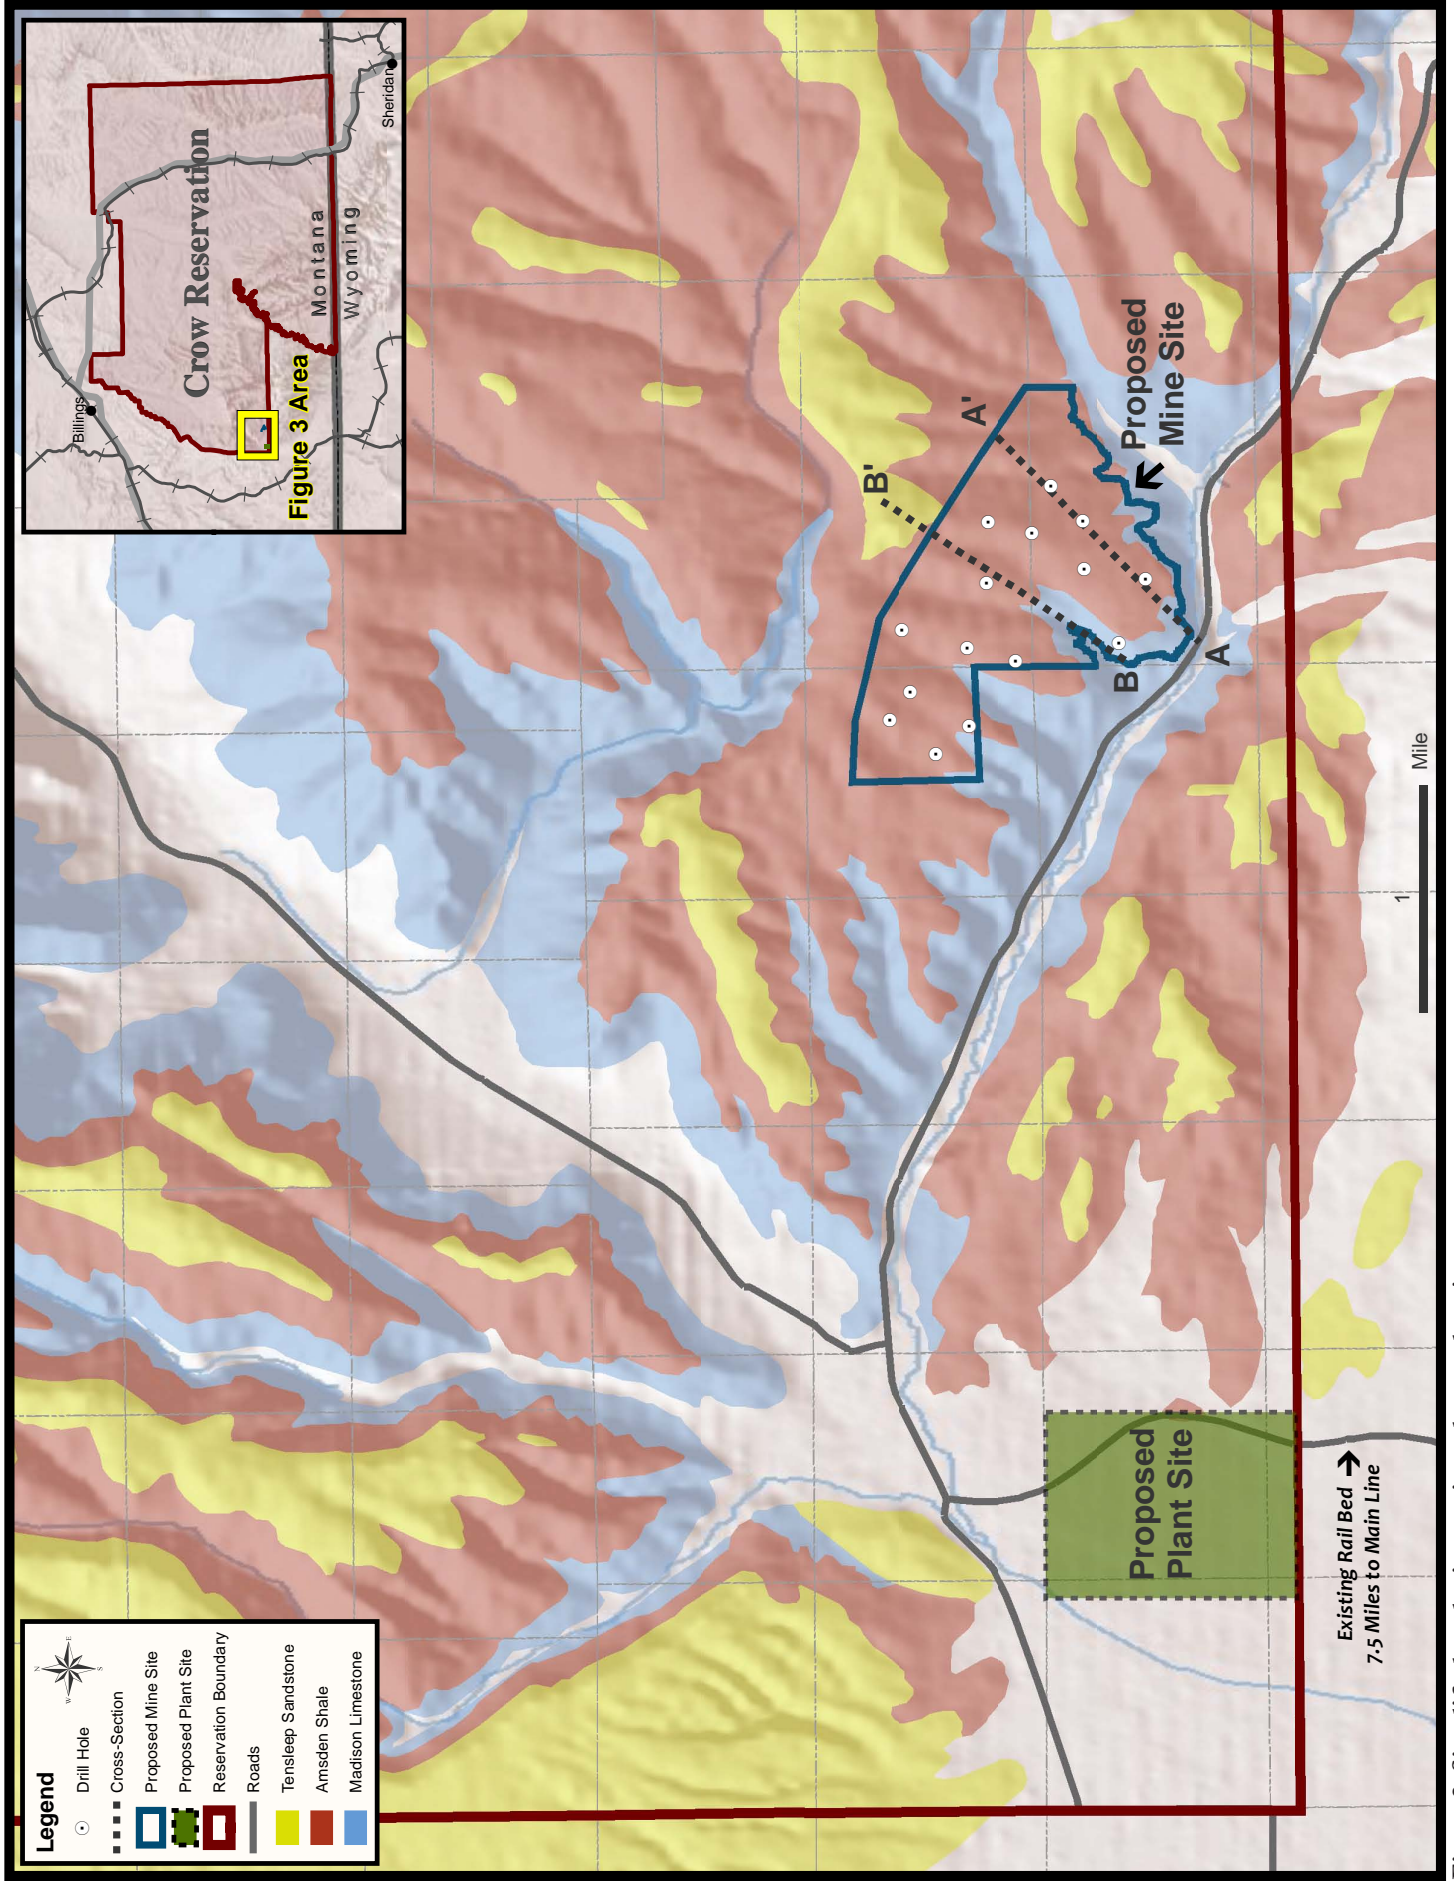 Legend
Drill Hole
Cross-Section
Proposed Mine Site
Proposed Plant Site
Reservation Boundary
Roads
Tensleep Sandstone
Amsden Shale
Madison Limestone
N
E
S
W
Billings
Crow Reservation
Montana
Wyoming
Sheridan
Figure 3 Area
B'
A'
B
A
Proposed
Mine Site
Proposed
Plant Site
Existing Rail Bed
7.5 Miles to Main Line
1
Mile